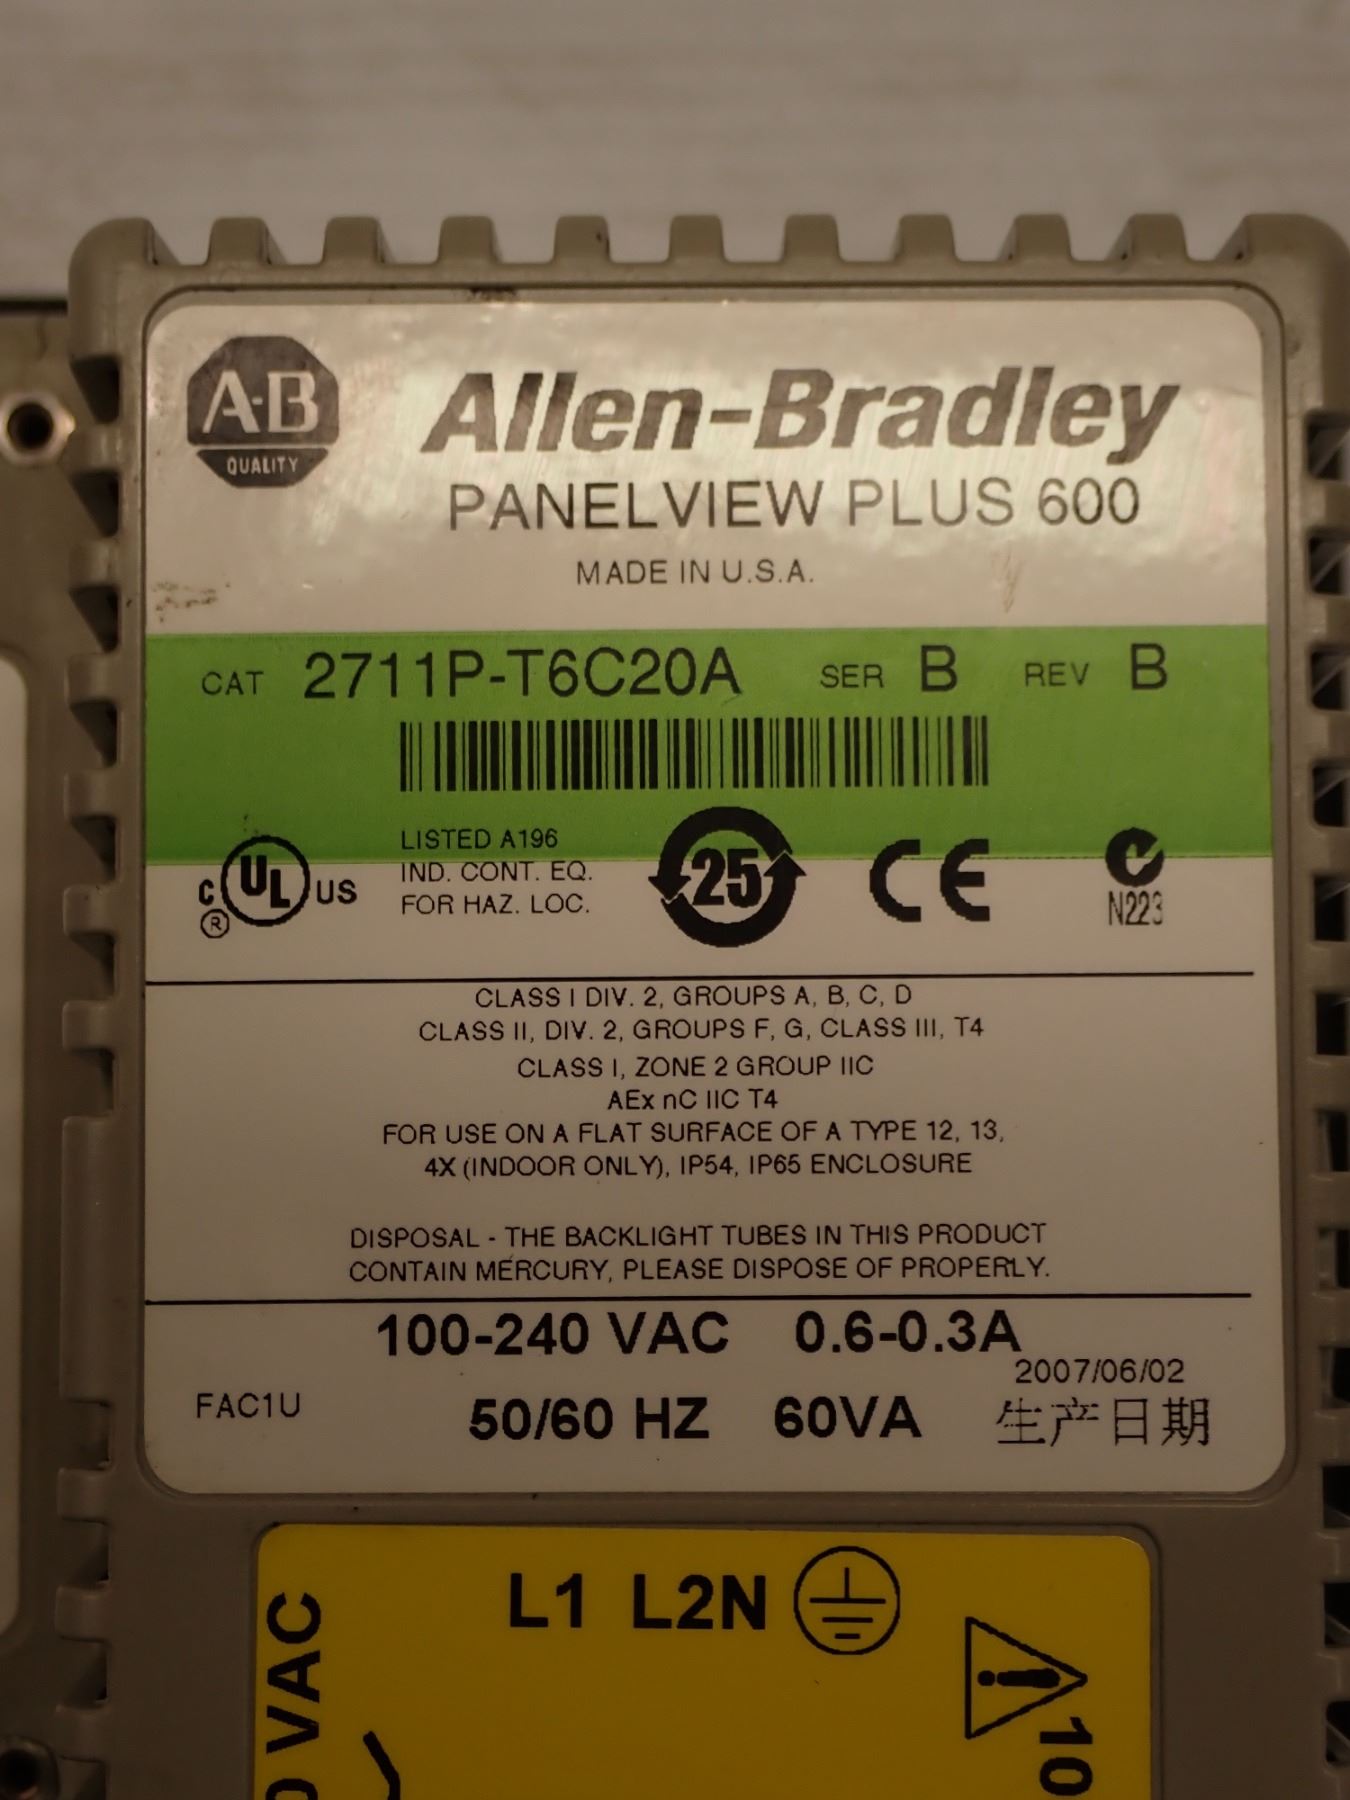 A-B
QUALITY
Allen-Bradley
PANELVIEW PLUS 600
MADE IN U.S.A.
CAT 2711P-T6C20A SER B REV B
LISTED A196
IND. CONT. EQ.
FOR HAZ. LOC.
C UL US
®
25
CE
N223
CLASS I DIV. 2, GROUPS A, B, C, D
CLASS II, DIV. 2, GROUPS F, G, CLASS III, T4
CLASS I, ZONE 2 GROUP IIC
AEx nC IIC T4
FOR USE ON A FLAT SURFACE OF A TYPE 12, 13,
4X (INDOOR ONLY), IP54, IP65 ENCLOSURE
DISPOSAL - THE BACKLIGHT TUBES IN THIS PRODUCT
CONTAIN MERCURY, PLEASE DISPOSE OF PROPERLY.
100-240 VAC 0.6-0.3A
2007/06/02
FAC1U 50/60 HZ 60VA 生产日期
L1 L2N
VAC
10